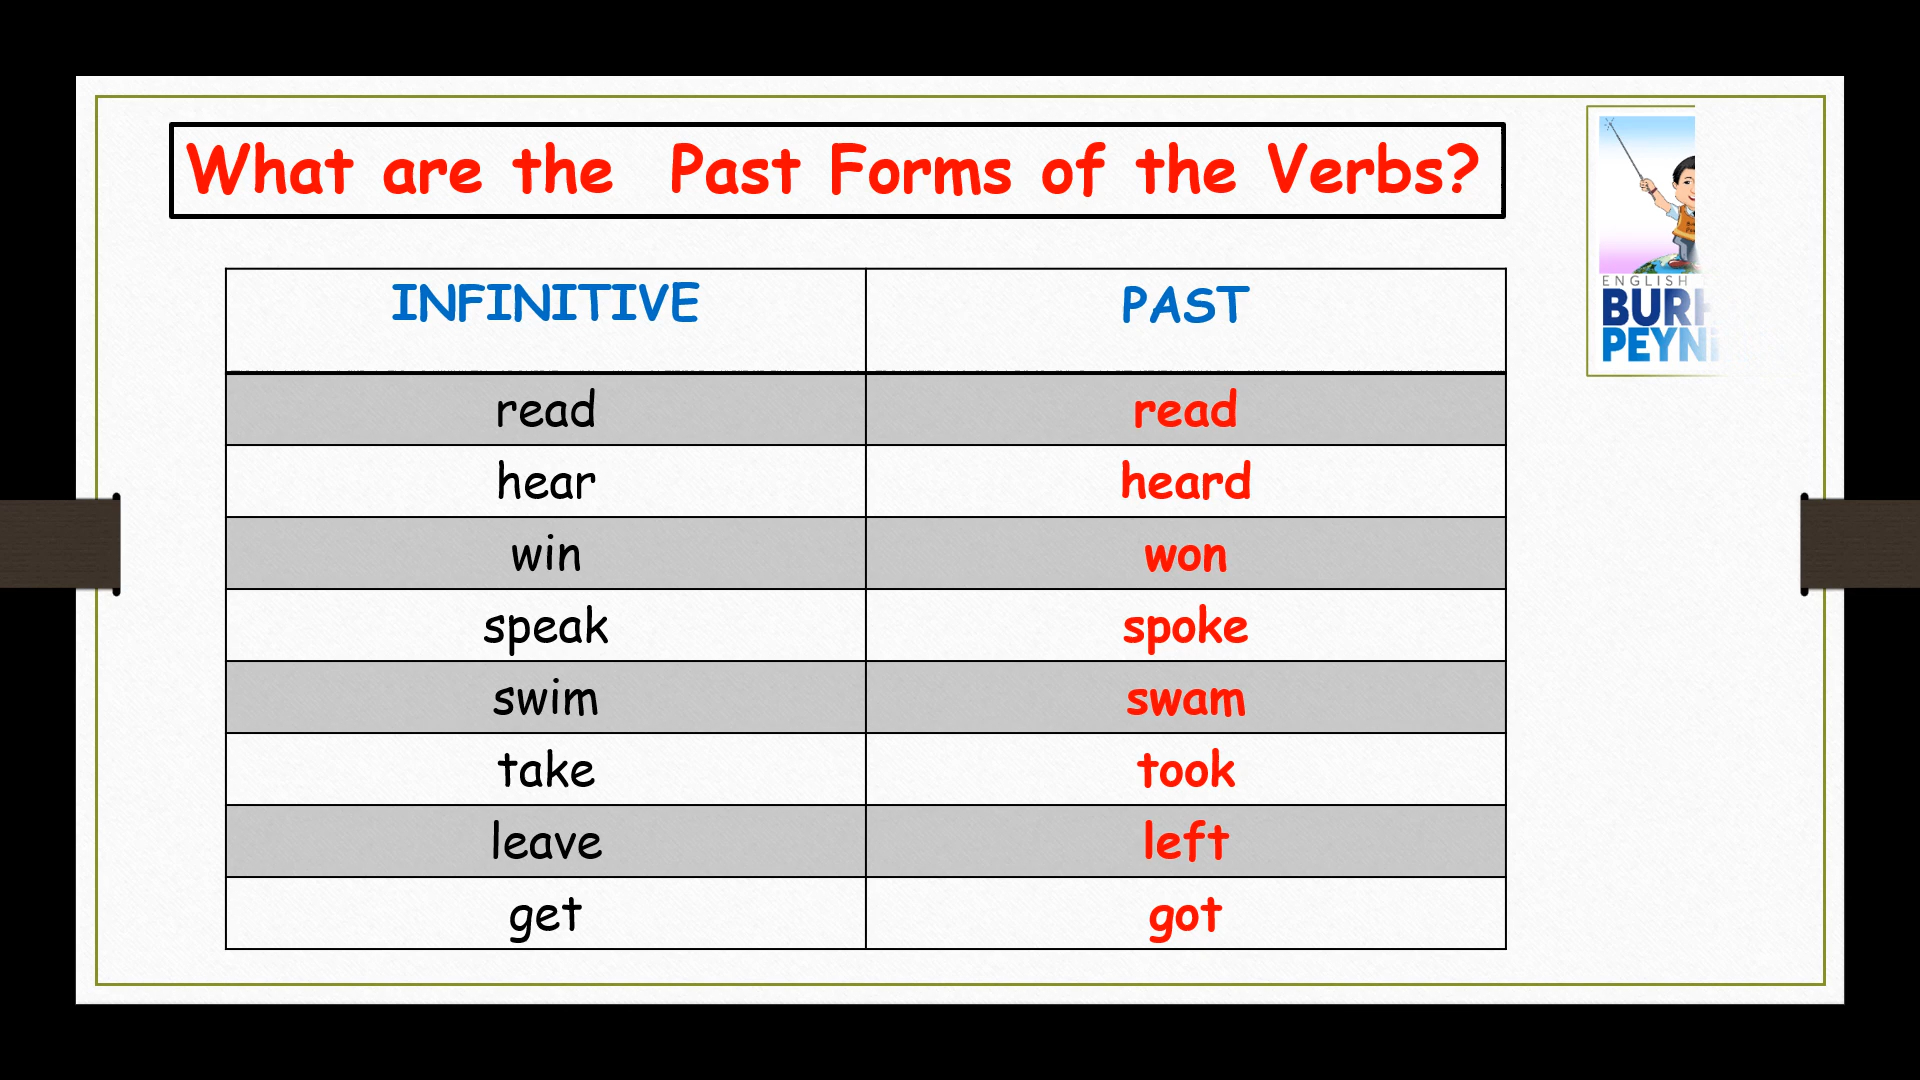 What are the Past Forms of the Verbs?
INFINITIVE PAST
read read
hear heard
win won
speak spoke
swim swam
take took
leave left
get got
ENGLISH